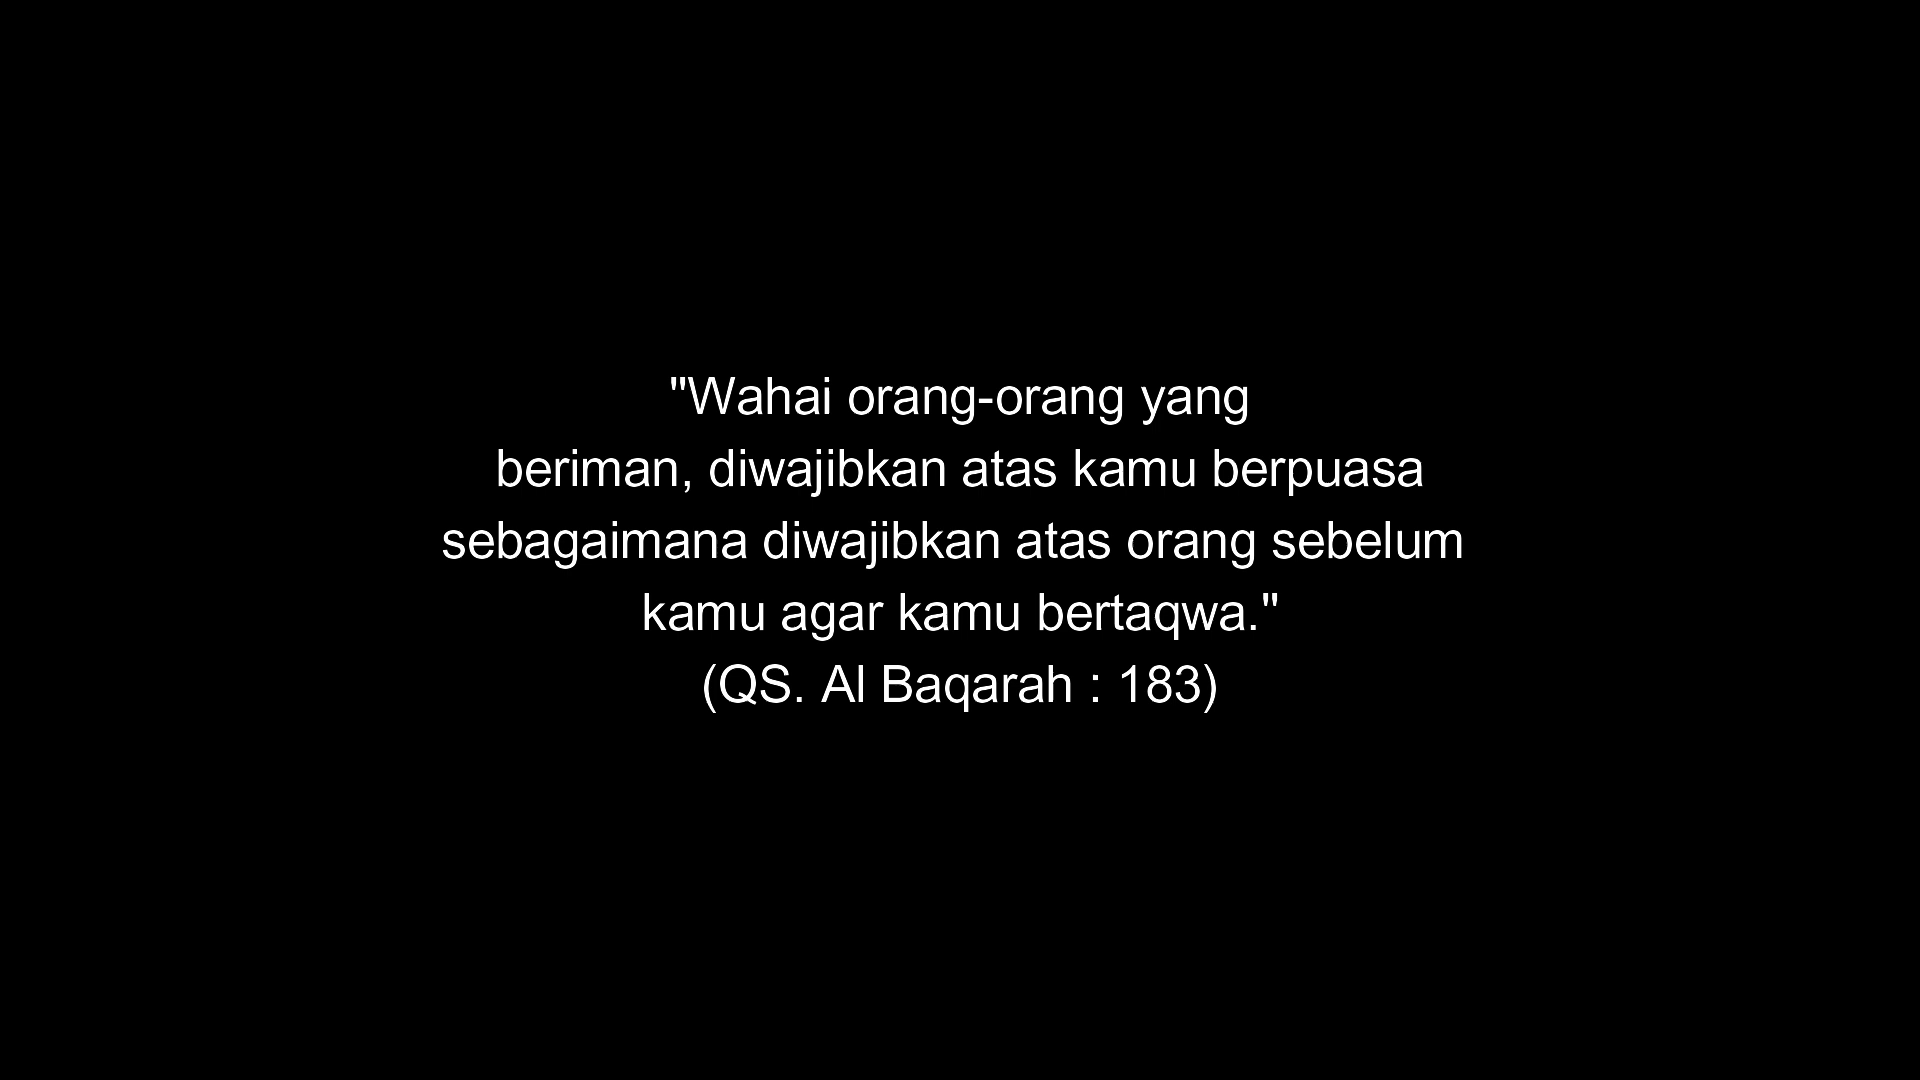 "Wahai orang-orang yang
beriman, diwajibkan atas kamu berpuasa
sebagaimana diwajibkan atas orang sebelum
kamu agar kamu bertaqwa."
(QS. Al Baqarah : 183)